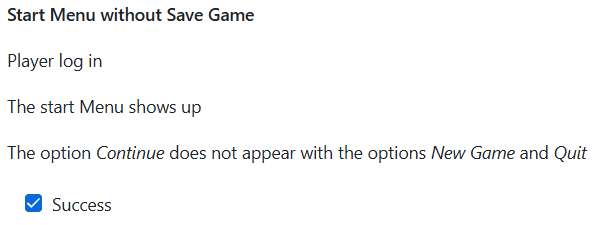 Start Menu without Save Game
Player log in
The start Menu shows up
The option Continue does not appear with the options New Game and Quit
Success